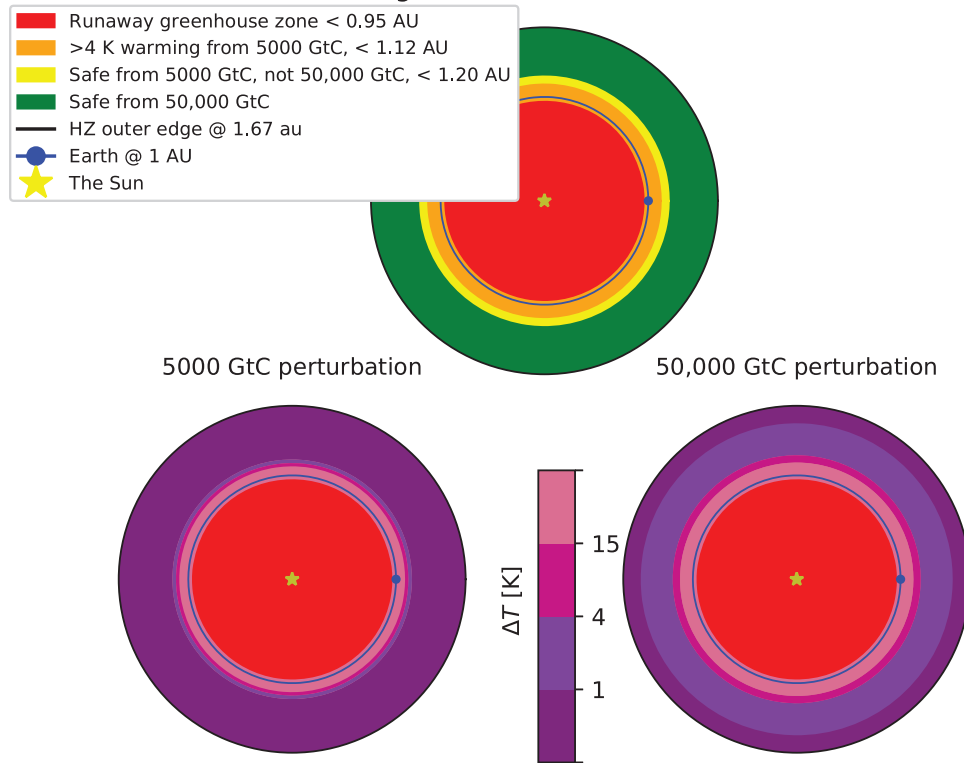 Runaway greenhouse zone < 0.95 AU
>4 K warming from 5000 GtC, < 1.12 AU
Safe from 5000 GtC, not 50,000 GtC, < 1.20 AU
Safe from 50,000 GtC
HZ outer edge @ 1.67 au
Earth @ 1 AU
The Sun
5000 GtC perturbation
50,000 GtC perturbation
ΔT [K]
15
4
1